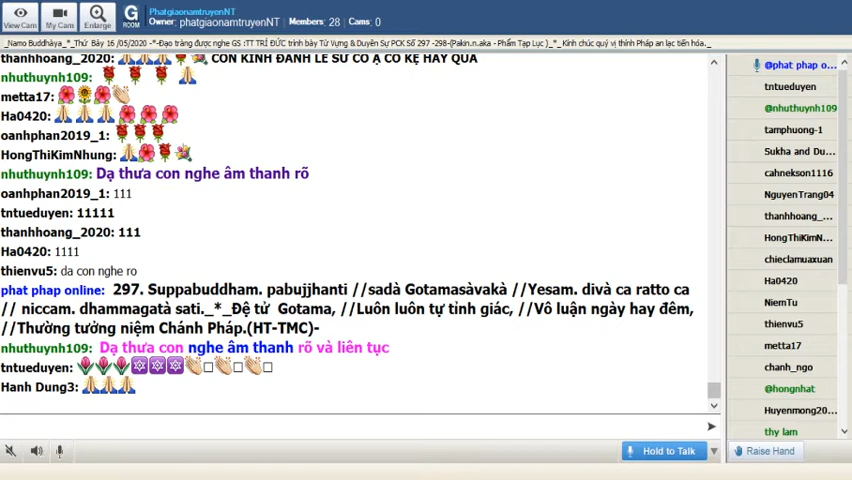 View Cam
My Cam
Enlarge
G
ROOM
PhatgiaonamtruyenNT
Owner: phatgiaonamtruyenNT Members: 28 Cams: 0
_Namo Buddhàya_*_Thứ Bảy 16 /05/2020 -*-Đạo tràng được nghe GS :TT TRÍ ĐỨC trình bày Từ Vựng & Duyên Sự PCK Số 297 -298-(Pakin.n.aka - Phẩm Tạp Lục )_*_Kính chúc quý vị thính Pháp an lạc tiến hóa._
thanhhoang_2020: CON KÍNH ĐẢNH LỄ SƯ CÔ Ạ CÔ KỆ HAY QUÁ
nhuthuynh109:
metta17:
Ha0420:
oanhphan2019_1:
HongThiKimNhung:
nhuthuynh109: Dạ thưa con nghe âm thanh rõ
oanhphan2019_1: 111
tntueduyen: 11111
thanhhoang_2020: 111
Ha0420: 1111
thienvu5: da con nghe ro
phat phap online: 297. Suppabuddham. pabujjhanti //sadà Gotamasàvakà //Yesam. divà ca ratto ca
// niccam. dhammagatà sati._*_Đệ tử Gotama, //Luôn luôn tự tỉnh giác, //Vô luận ngày hay đêm,
//Thường tưởng niệm Chánh Pháp.(HT-TMC)-
nhuthuynh109: Dạ thưa con nghe âm thanh rõ và liên tục
tntueduyen:
Hanh Dung3:
@phat phap o...
tntueduyen
@nhuthuynh109
tamphuong-1
Sukha and Du...
cahnekson1116
NguyenTrang04
thanhhoang_...
HongThiKimN...
chieclamuaxuan
Ha0420
NiemTu
thienvu5
metta17
chanh_ngo
@hongnhat
Huyenmong20...
thy lam
Hold to Talk
Raise Hand